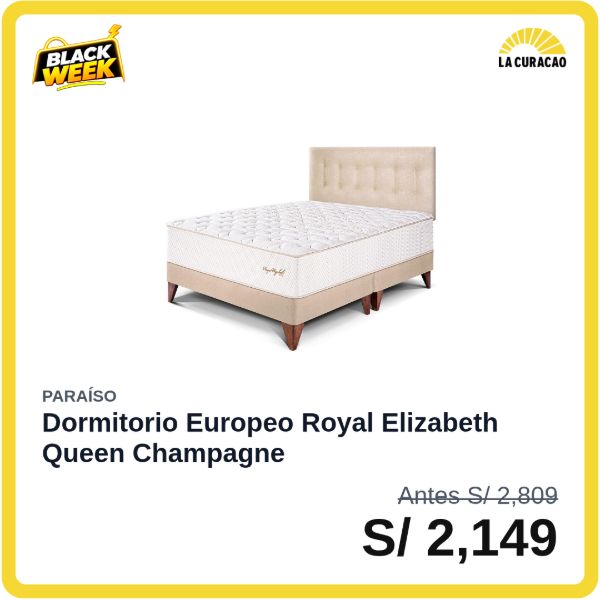 BLACK
WEEK
LA CURACAO
PARAÍSO
Dormitorio Europeo Royal Elizabeth
Queen Champagne
Antes S/ 2,809
S/ 2,149